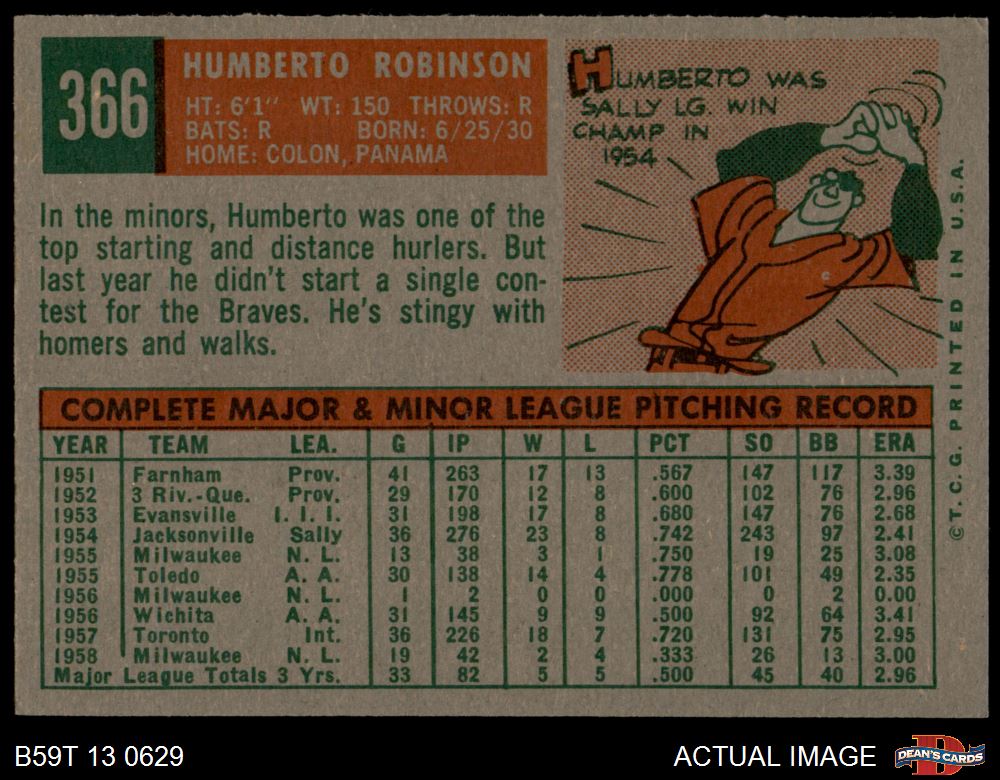 366
HUMBERTO ROBINSON
HT: 6'1" WT: 150 THROWS: R
BATS: R BORN: 6/25/30
HOME: COLON, PANAMA
HUMBERTO WAS
SALLY LG. WIN
CHAMP IN
1954
In the minors, Humberto was one of the
top starting and distance hurlers. But
last year he didn't start a single con-
test for the Braves. He's stingy with
homers and walks.
COMPLETE MAJOR & MINOR LEAGUE PITCHING RECORD
YEAR TEAM LEA. G IP W L PCT SO BB ERA
1951 Farnham Prov. 41 263 17 13 .567 147 117 3.39
1952 3 Riv.-Que. Prov. 29 170 12 8 .600 102 76 2.96
1953 Evansville I. I. I. 31 198 17 8 .680 147 76 2.68
1954 Jacksonville Sally 36 276 23 8 .742 243 97 2.41
1955 Milwaukee N. L. 13 38 3 1 .750 19 25 3.08
1955 Toledo A. A. 30 138 14 4 .778 101 49 2.35
1956 Milwaukee N. L. 1 2 0 0 .000 0 2 0.00
1956 Wichita A. A. 31 145 9 9 .500 92 64 3.41
1957 Toronto Int. 36 226 18 7 .720 131 75 2.95
1958 Milwaukee N. L. 19 42 2 4 .333 26 13 3.00
Major League Totals 3 Yrs. 33 82 5 5 .500 45 40 2.96
© T. C. G. PRINTED IN U.S.A.
B59T 13 0629
ACTUAL IMAGE
DEAN'S CARDS